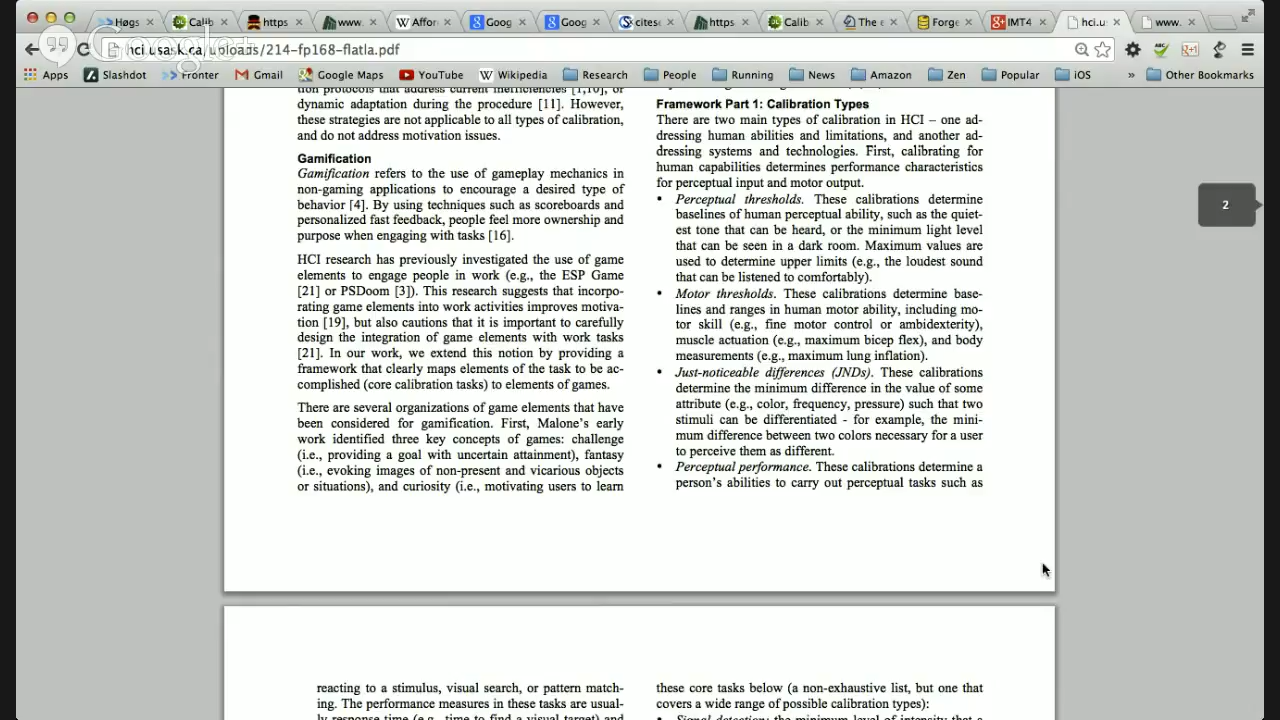 Høgs
Calib
https
www.
Affor
Goog
Goog
cites
https
Calib
The
Forge
IMT4
hci.u
www.
Google+
hci.usask.ca/uploads/214-fp168-flatla.pdf
Apps
Slashdot
Fronter
Gmail
Google Maps
YouTube
Wikipedia
Research
People
Running
News
Amazon
Zen
Popular
iOS
»
Other Bookmarks
tion protocols that address current inefficiencies [1,10], or
dynamic adaptation during the procedure [11]. However,
these strategies are not applicable to all types of calibration,
and do not address motivation issues.
Gamification
Gamification refers to the use of gameplay mechanics in
non-gaming applications to encourage a desired type of
behavior [4]. By using techniques such as scoreboards and
personalized fast feedback, people feel more ownership and
purpose when engaging with tasks [16].
HCI research has previously investigated the use of game
elements to engage people in work (e.g., the ESP Game
[21] or PSDoom [3]). This research suggests that incorpo-
rating game elements into work activities improves motiva-
tion [19], but also cautions that it is important to carefully
design the integration of game elements with work tasks
[21]. In our work, we extend this notion by providing a
framework that clearly maps elements of the task to be ac-
complished (core calibration tasks) to elements of games.
There are several organizations of game elements that have
been considered for gamification. First, Malone's early
work identified three key concepts of games: challenge
(i.e., providing a goal with uncertain attainment), fantasy
(i.e., evoking images of non-present and vicarious objects
or situations), and curiosity (i.e., motivating users to learn
Framework Part 1: Calibration Types
There are two main types of calibration in HCI – one ad-
dressing human abilities and limitations, and another ad-
dressing systems and technologies. First, calibrating for
human capabilities determines performance characteristics
for perceptual input and motor output.
• Perceptual thresholds. These calibrations determine
baselines of human perceptual ability, such as the quiet-
est tone that can be heard, or the minimum light level
that can be seen in a dark room. Maximum values are
used to determine upper limits (e.g., the loudest sound
that can be listened to comfortably).
• Motor thresholds. These calibrations determine base-
lines and ranges in human motor ability, including mo-
tor skill (e.g., fine motor control or ambidexterity),
muscle actuation (e.g., maximum bicep flex), and body
measurements (e.g., maximum lung inflation).
• Just-noticeable differences (JNDs). These calibrations
determine the minimum difference in the value of some
attribute (e.g., color, frequency, pressure) such that two
stimuli can be differentiated - for example, the mini-
mum difference between two colors necessary for a user
to perceive them as different.
• Perceptual performance. These calibrations determine a
person's abilities to carry out perceptual tasks such as
2
reacting to a stimulus, visual search, or pattern match-
ing. The performance measures in these tasks are usual-
ly response time (e.g., time to find a visual target) and
these core tasks below (a non-exhaustive list, but one that
covers a wide range of possible calibration types):
• Signal detection: the minimum level of intensity that a